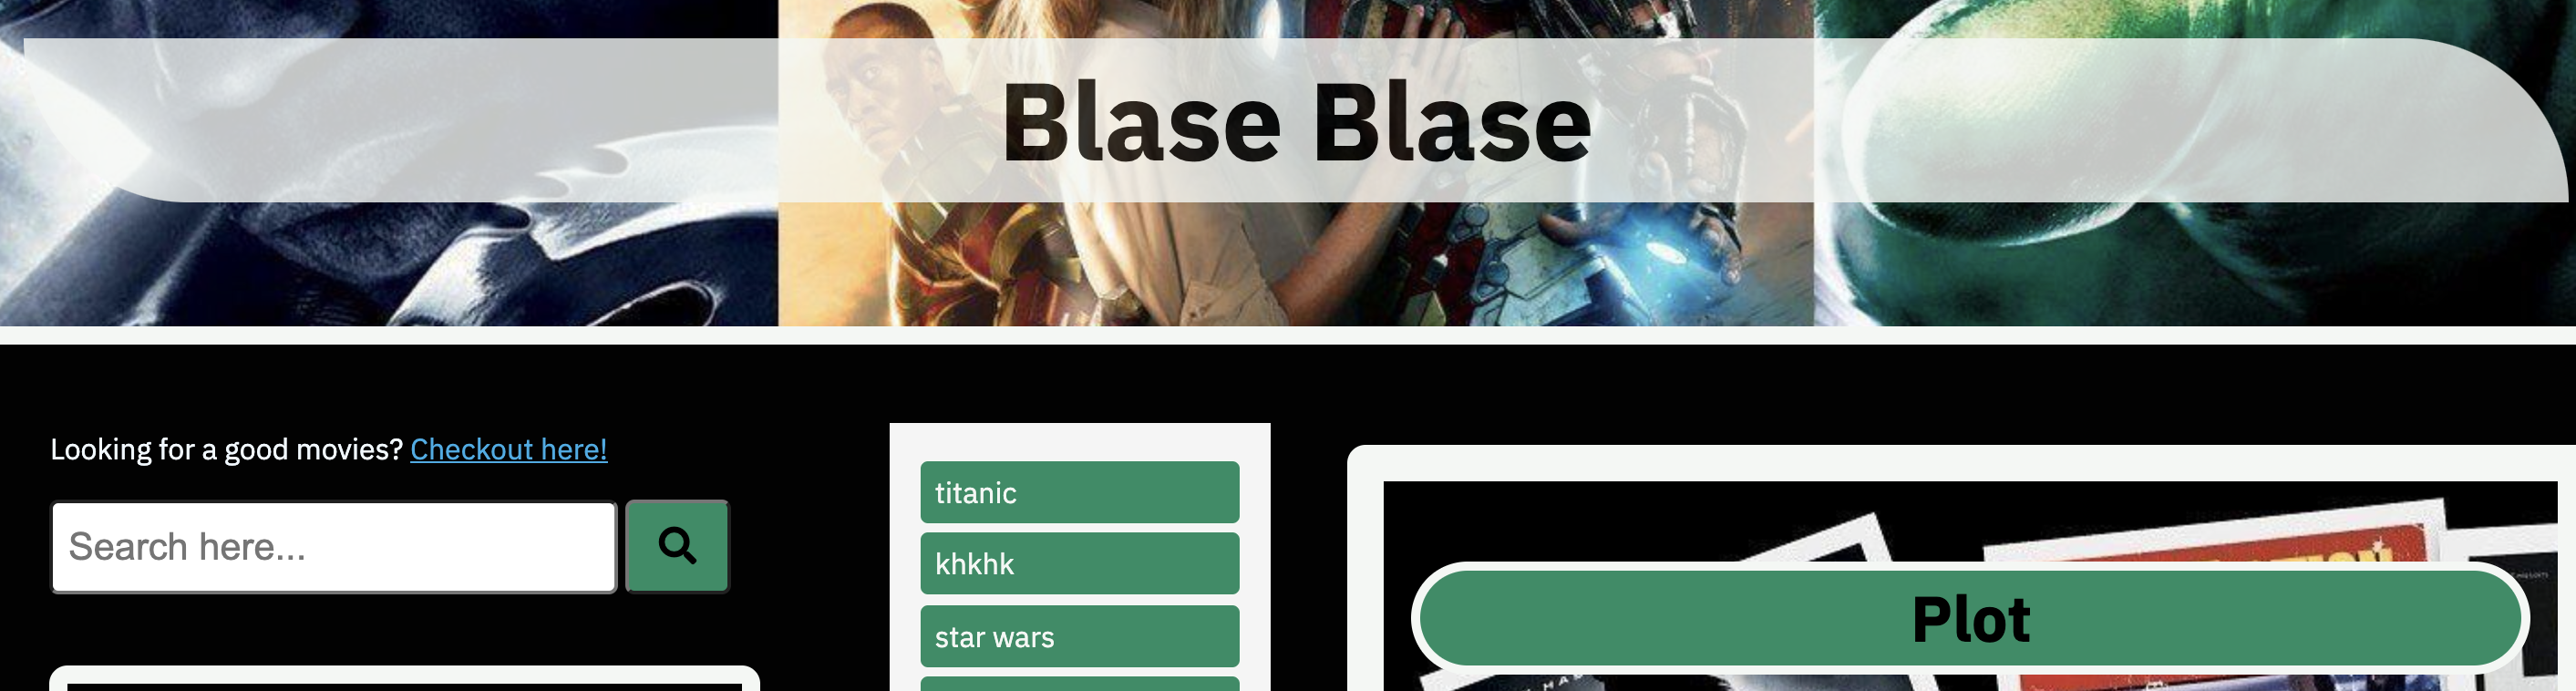 Blase Blase
Looking for a good movies? Checkout here!
Search here...
titanic
khkhk
star wars
Plot